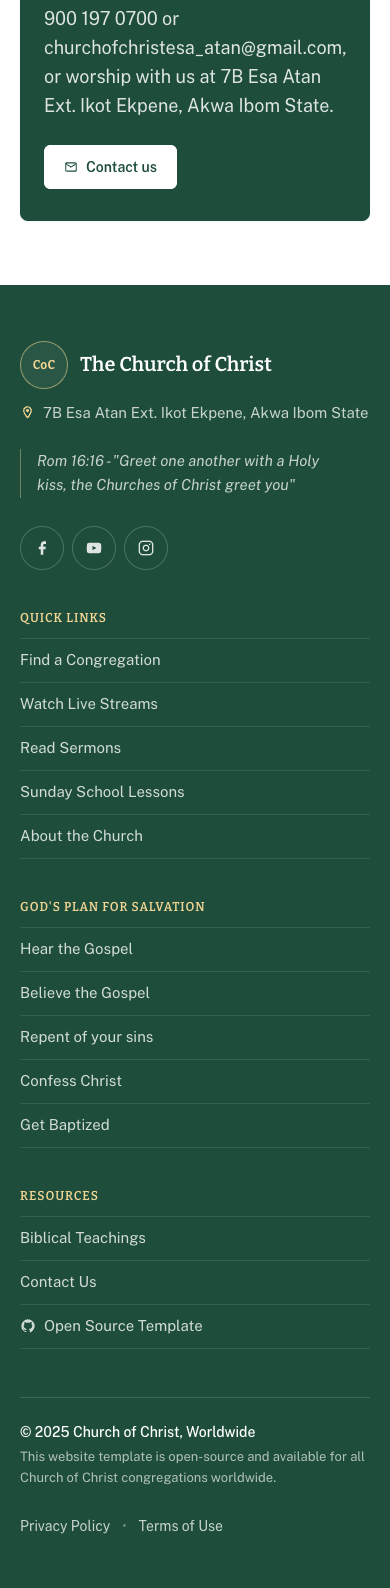 900 197 0700 or
churchofchristesa_atan@gmail.com,
or worship with us at 7B Esa Atan
Ext. Ikot Ekpene, Akwa Ibom State.
Contact us
CoC
The Church of Christ
7B Esa Atan Ext. Ikot Ekpene, Akwa Ibom State
Rom 16:16 - "Greet one another with a Holy
kiss, the Churches of Christ greet you"
QUICK LINKS
Find a Congregation
Watch Live Streams
Read Sermons
Sunday School Lessons
About the Church
GOD'S PLAN FOR SALVATION
Hear the Gospel
Believe the Gospel
Repent of your sins
Confess Christ
Get Baptized
RESOURCES
Biblical Teachings
Contact Us
Open Source Template
© 2025 Church of Christ, Worldwide
This website template is open-source and available for all
Church of Christ congregations worldwide.
Privacy Policy • Terms of Use